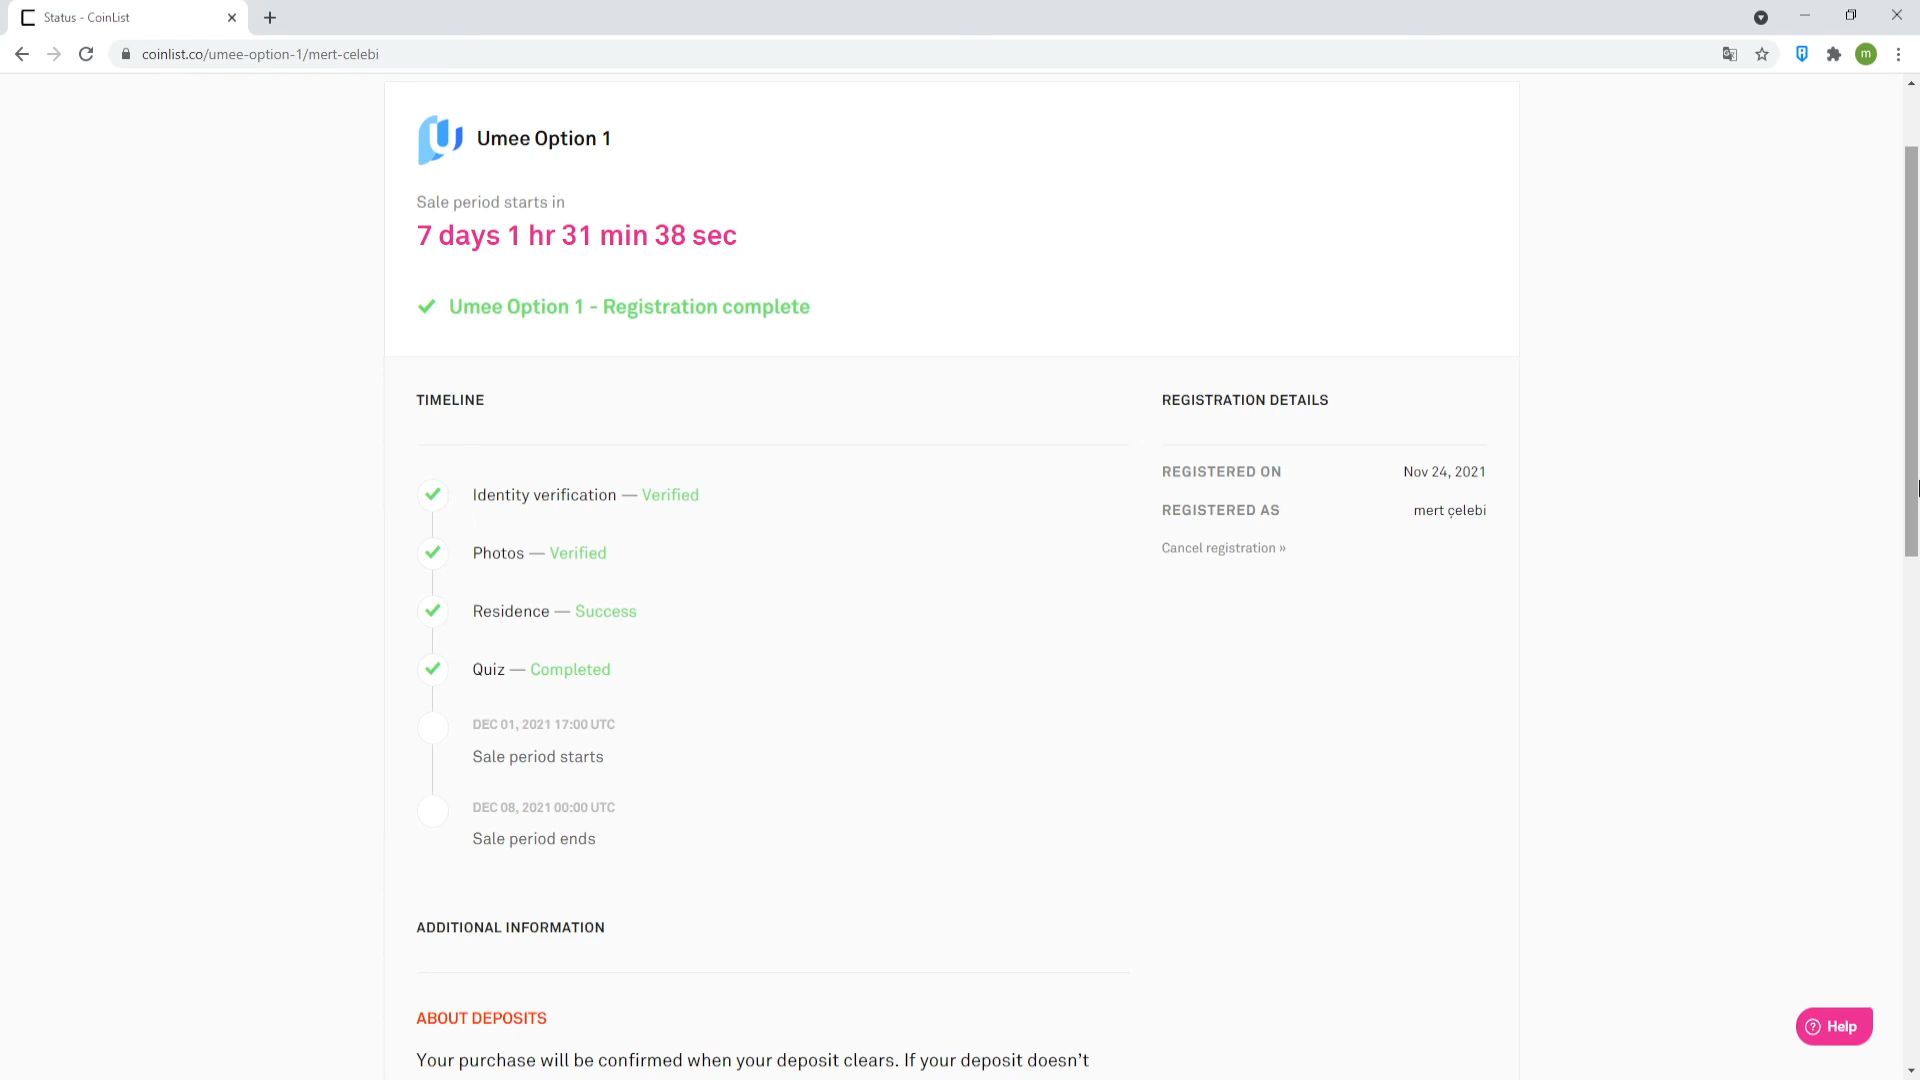 Status - CoinList
coinlist.co/umee-option-1/mert-celebi
m
Umee Option 1
Sale period starts in
7 days 1 hr 31 min 38 sec
Umee Option 1 - Registration complete
TIMELINE
REGISTRATION DETAILS
REGISTERED ON Nov 24, 2021
REGISTERED AS mert çelebi
Cancel registration »
Identity verification — Verified
Photos — Verified
Residence — Success
Quiz — Completed
DEC 01, 2021 17:00 UTC
Sale period starts
DEC 08, 2021 00:00 UTC
Sale period ends
ADDITIONAL INFORMATION
ABOUT DEPOSITS
Your purchase will be confirmed when your deposit clears. If your deposit doesn't
Help